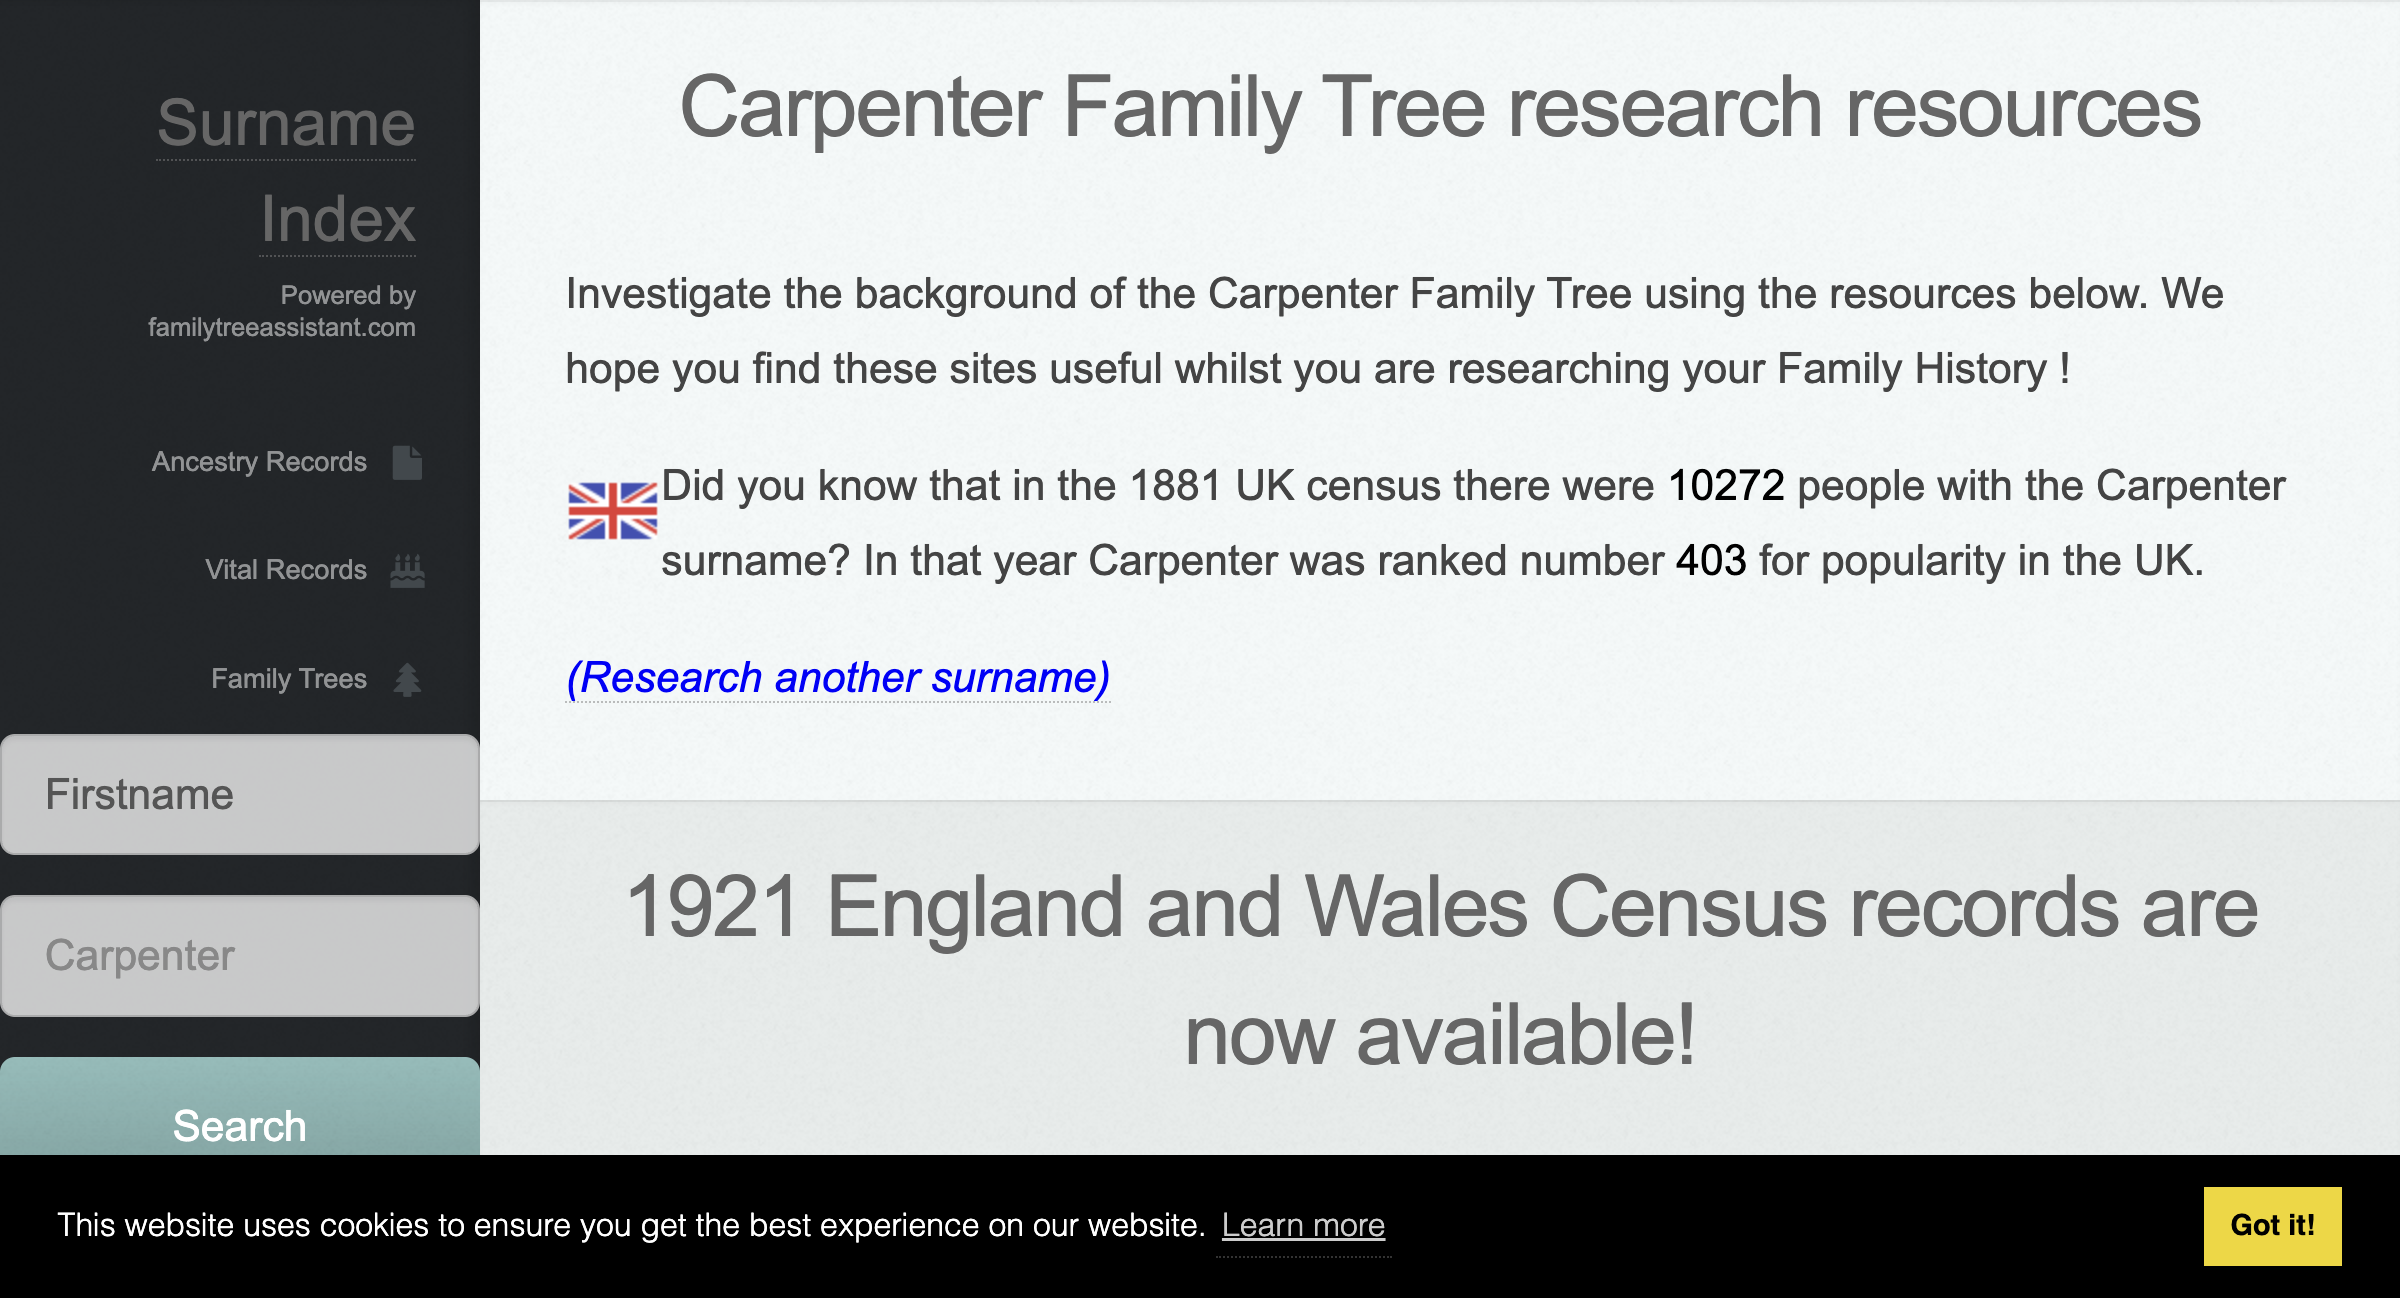 Surname
Index
Powered by
familytreeassistant.com
Ancestry Records
Vital Records
Family Trees
Firstname
Carpenter
Search
Carpenter Family Tree research resources
Investigate the background of the Carpenter Family Tree using the resources below. We
hope you find these sites useful whilst you are researching your Family History !
Did you know that in the 1881 UK census there were 10272 people with the Carpenter
surname? In that year Carpenter was ranked number 403 for popularity in the UK.
(Research another surname)
1921 England and Wales Census records are
now available!
This website uses cookies to ensure you get the best experience on our website. Learn more
Got it!